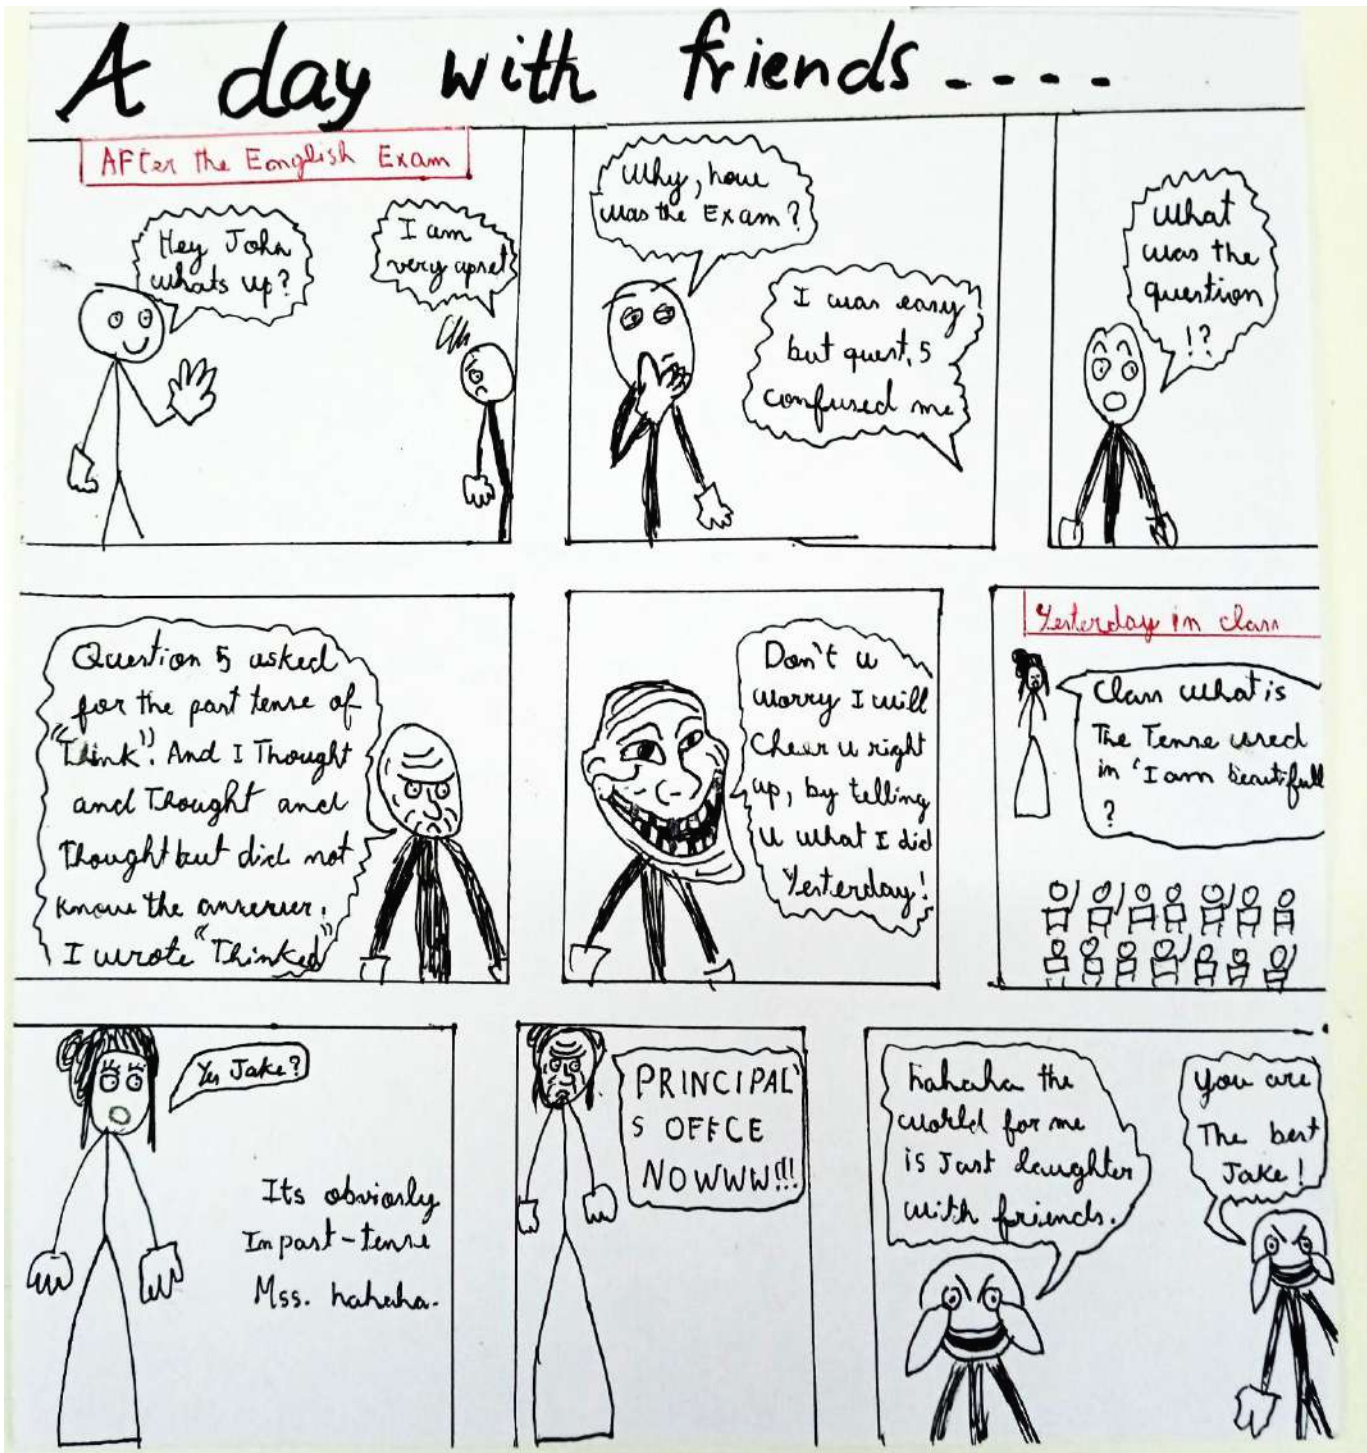 A day with friends----
AFter the Eonglish Exam
Hey John
whats up?
I am
very upset
Why, how
was the Exam?
I was easy
but quest.5
confused me
What
was the
question
!?
Question 5 asked
for the past tense of
"Think"! And I Thought
and Thought and
Thought but did not
know the answer.
I wrote "Thinked"
Don't u
worry I will
Cheer u right
up, by telling
u what I did
Yesterday!
Yesterday in class
Class what is
The Tense used
in 'I am beautifull
?
Yes Jake?
Its obviosly
In past-tense
Mss. hahaha.
PRINCIPAL'
S OFFCE
NOWWW!!!
hahaha the
world for me
is Just laughter
with friends.
You are
The best
Jake!